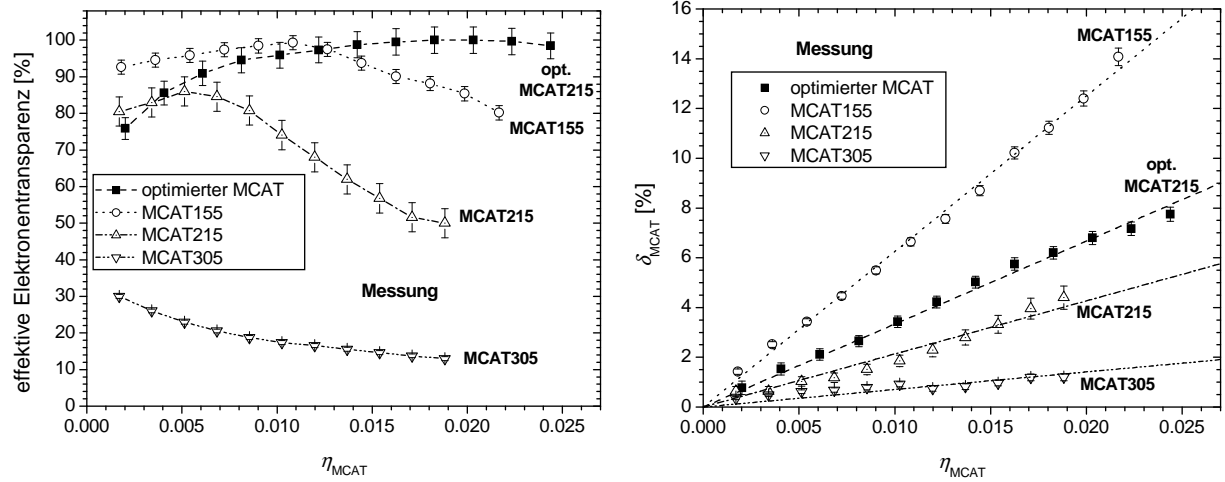 effektive Elektronentransparenz [%]
100
90
80
70
60
50
40
30
20
10
0
0.000
0.005
0.010
0.015
0.020
0.025
ηMCAT
opt.
MCAT215
MCAT155
MCAT215
Messung
MCAT305
optimierter MCAT
MCAT155
MCAT215
MCAT305
δMCAT [%]
16
14
12
10
8
6
4
2
0
0.000
0.005
0.010
0.015
0.020
0.025
ηMCAT
Messung
optimierter MCAT
MCAT155
MCAT215
MCAT305
MCAT155
opt.
MCAT215
MCAT215
MCAT305